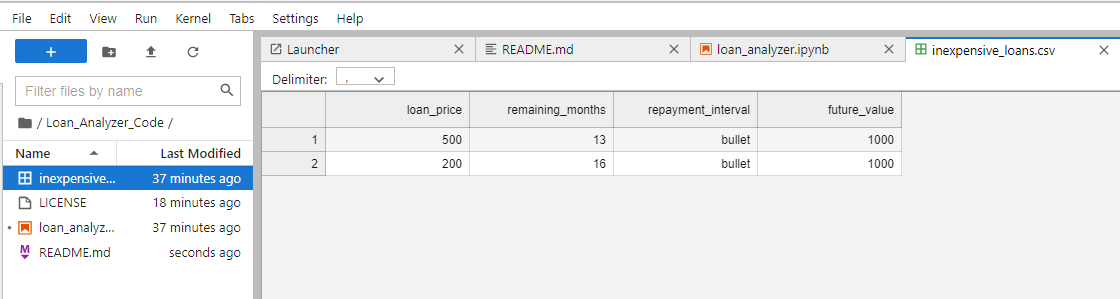 File Edit View Run Kernel Tabs Settings Help
+
Filter files by name
/ Loan_Analyzer_Code /
Name Last Modified
inexpensive... 37 minutes ago
LICENSE 18 minutes ago
loan_analyz... 37 minutes ago
README.md seconds ago
Launcher README.md loan_analyzer.ipynb inexpensive_loans.csv
Delimiter: ,
loan_price remaining_months repayment_interval future_value
1 500 13 bullet 1000
2 200 16 bullet 1000